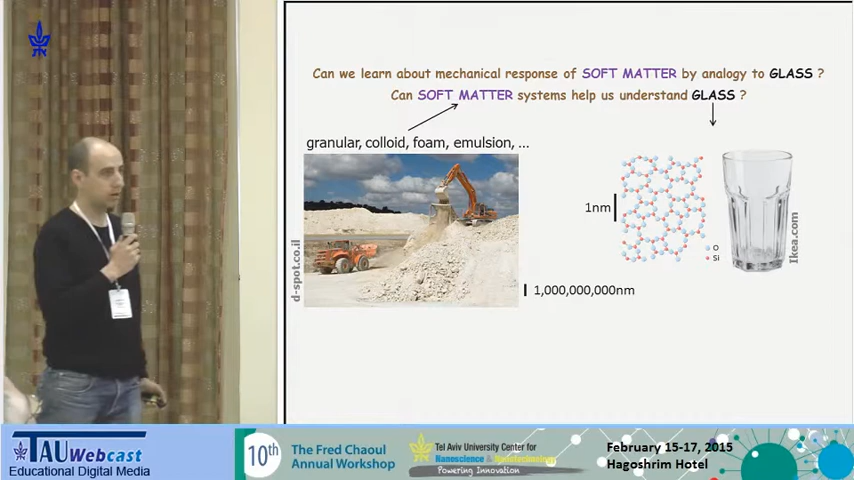 Can we learn about mechanical response of SOFT MATTER by analogy to GLASS ?
Can SOFT MATTER systems help us understand GLASS ?
granular, colloid, foam, emulsion, ...
d-spot.co.il
1,000,000,000nm
1nm
O
Si
Ikea.com
TAU Webcast
Educational Digital Media
10th
The Fred Chaoul
Annual Workshop
Tel Aviv University Center for
Nanoscience & Nanotechnology
Powering Innovation
February 15-17, 2015
Hagoshrim Hotel